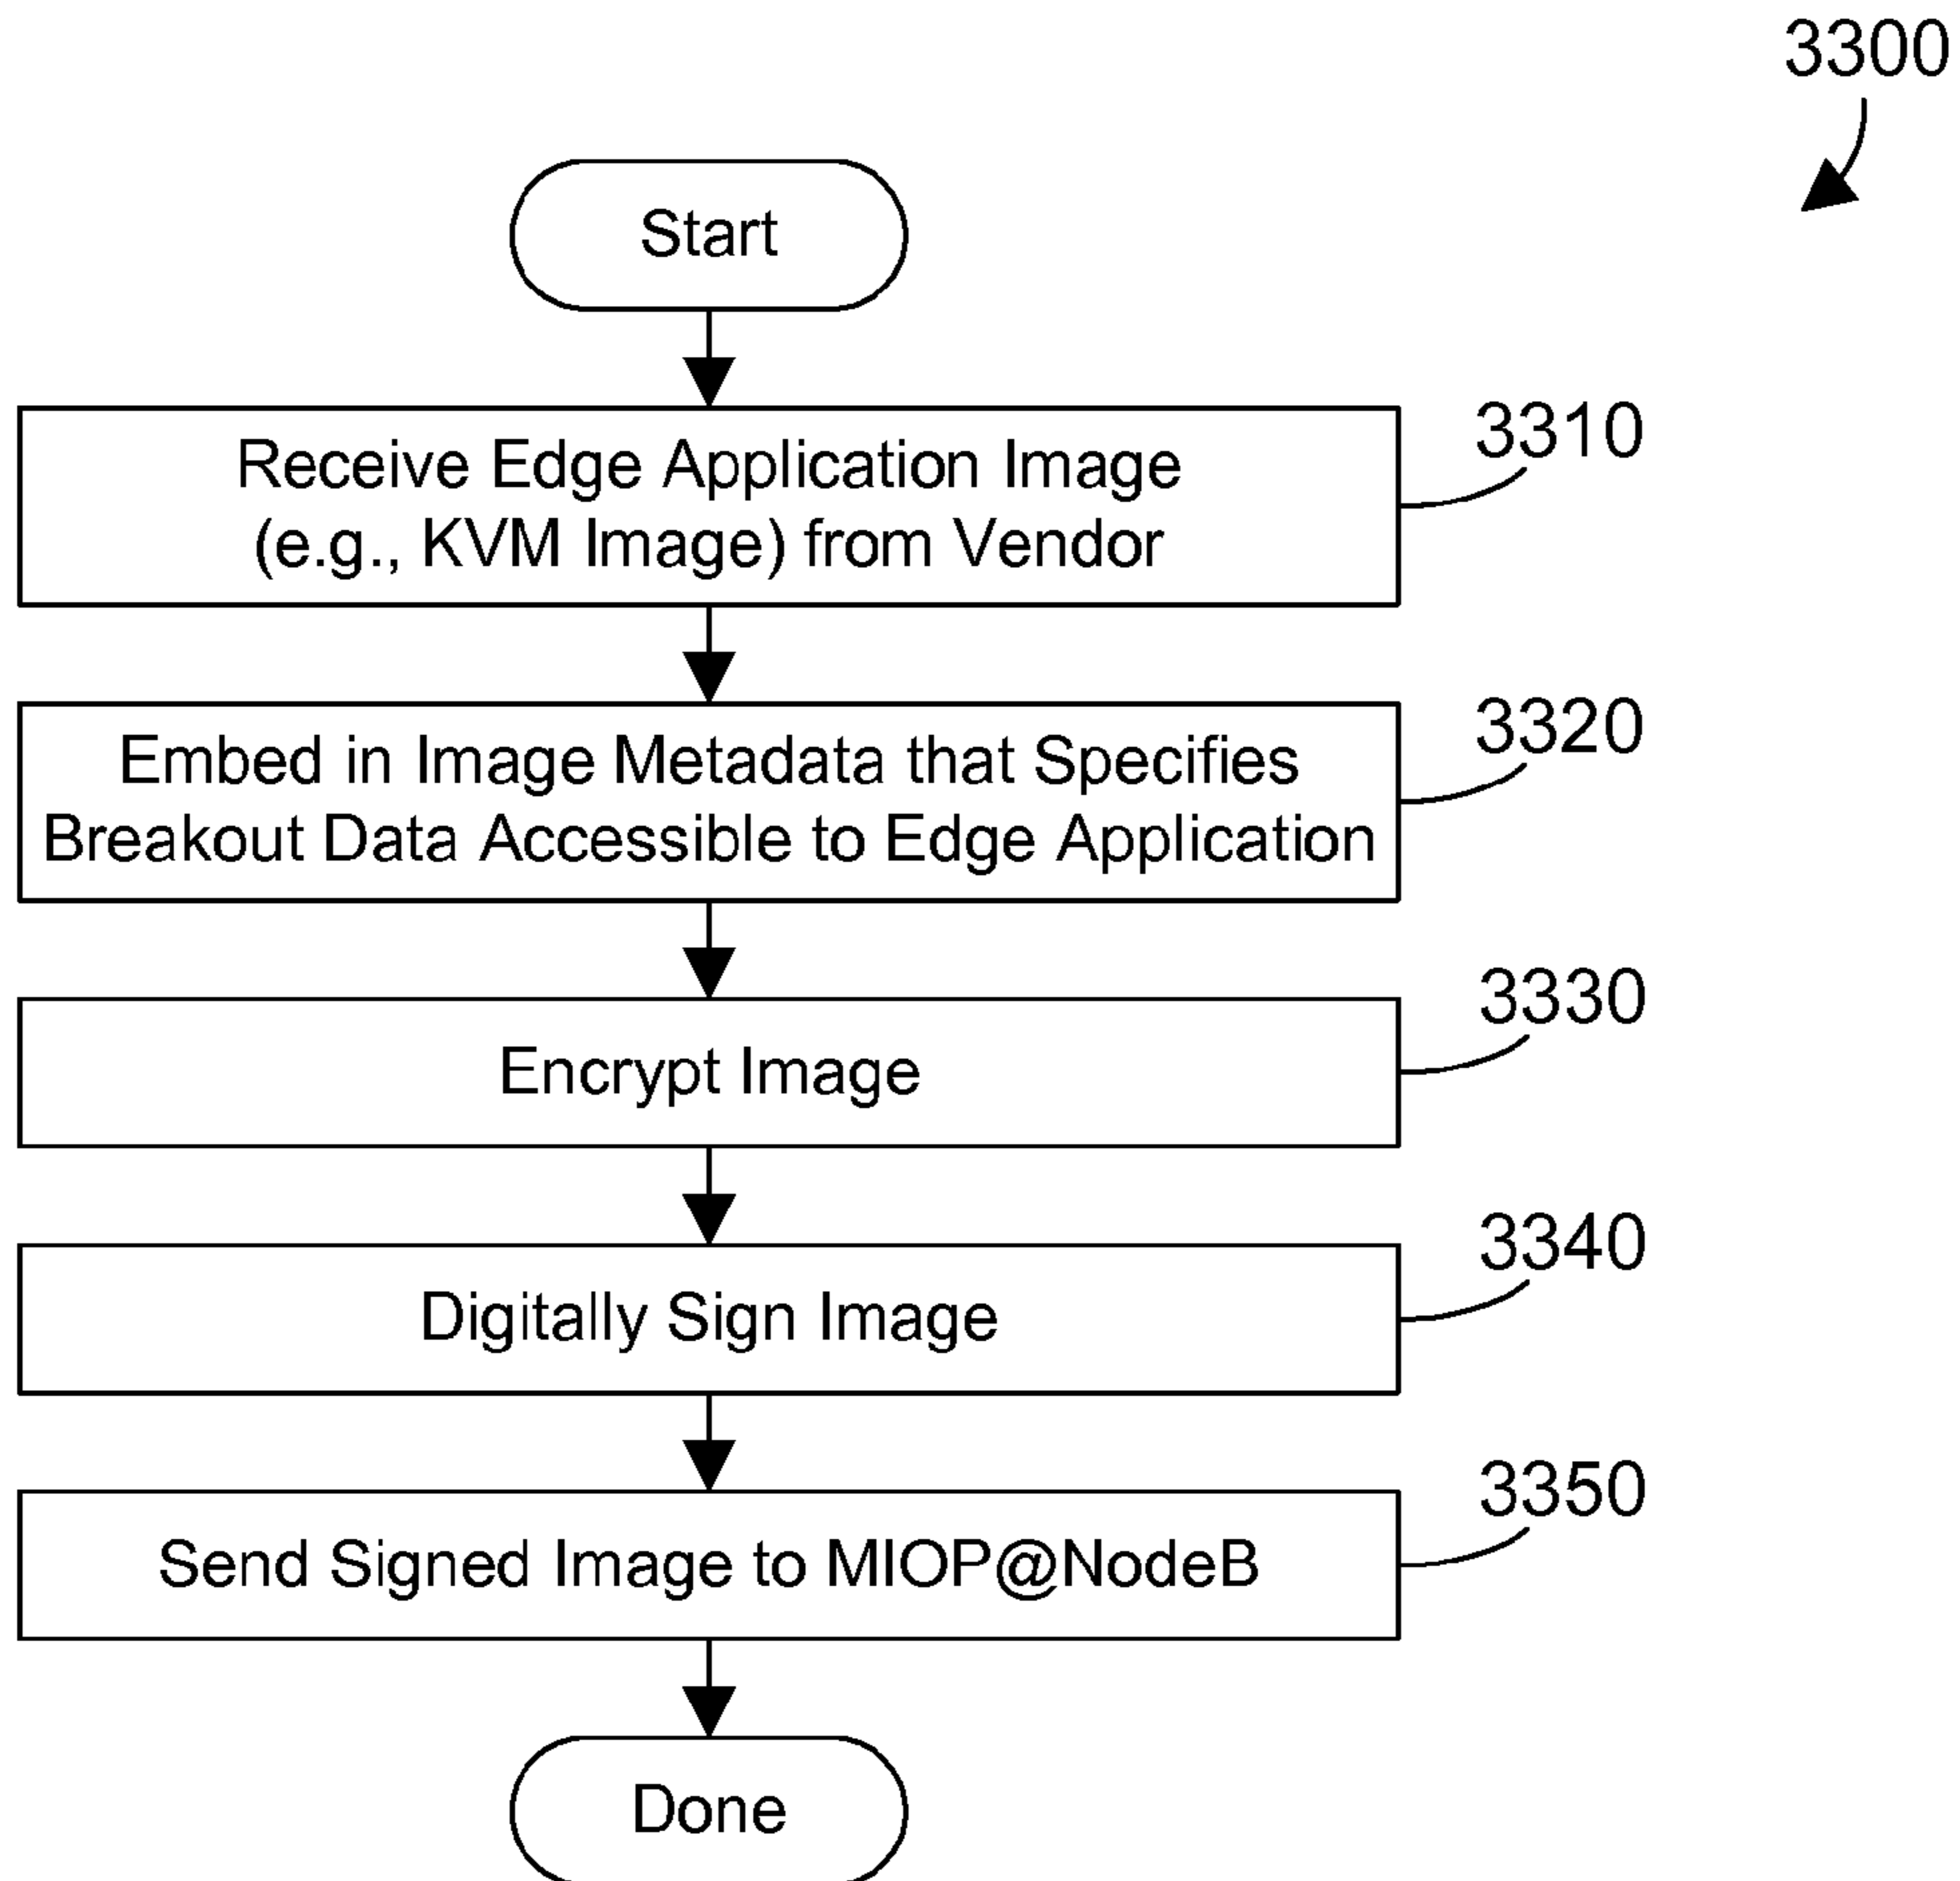 3300
Start
Receive Edge Application Image
(e.g., KVM Image) from Vendor
3310
Embed in Image Metadata that Specifies
Breakout Data Accessible to Edge Application
3320
Encrypt Image
3330
Digitally Sign Image
3340
Send Signed Image to MIOP@NodeB
3350
Done